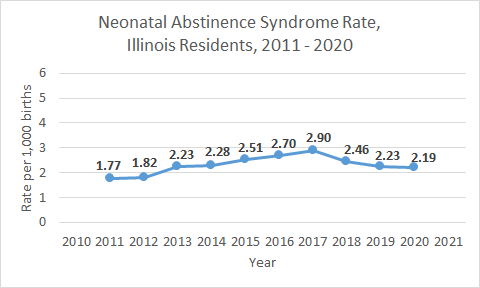 Neonatal Abstinence Syndrome Rate,
Illinois Residents, 2011 - 2020
Rate per 1,000 births
6
5
4
3
2
1
0
1.77 1.82 2.23 2.28 2.51 2.70 2.90 2.46 2.23 2.19
2010 2011 2012 2013 2014 2015 2016 2017 2018 2019 2020 2021
Year